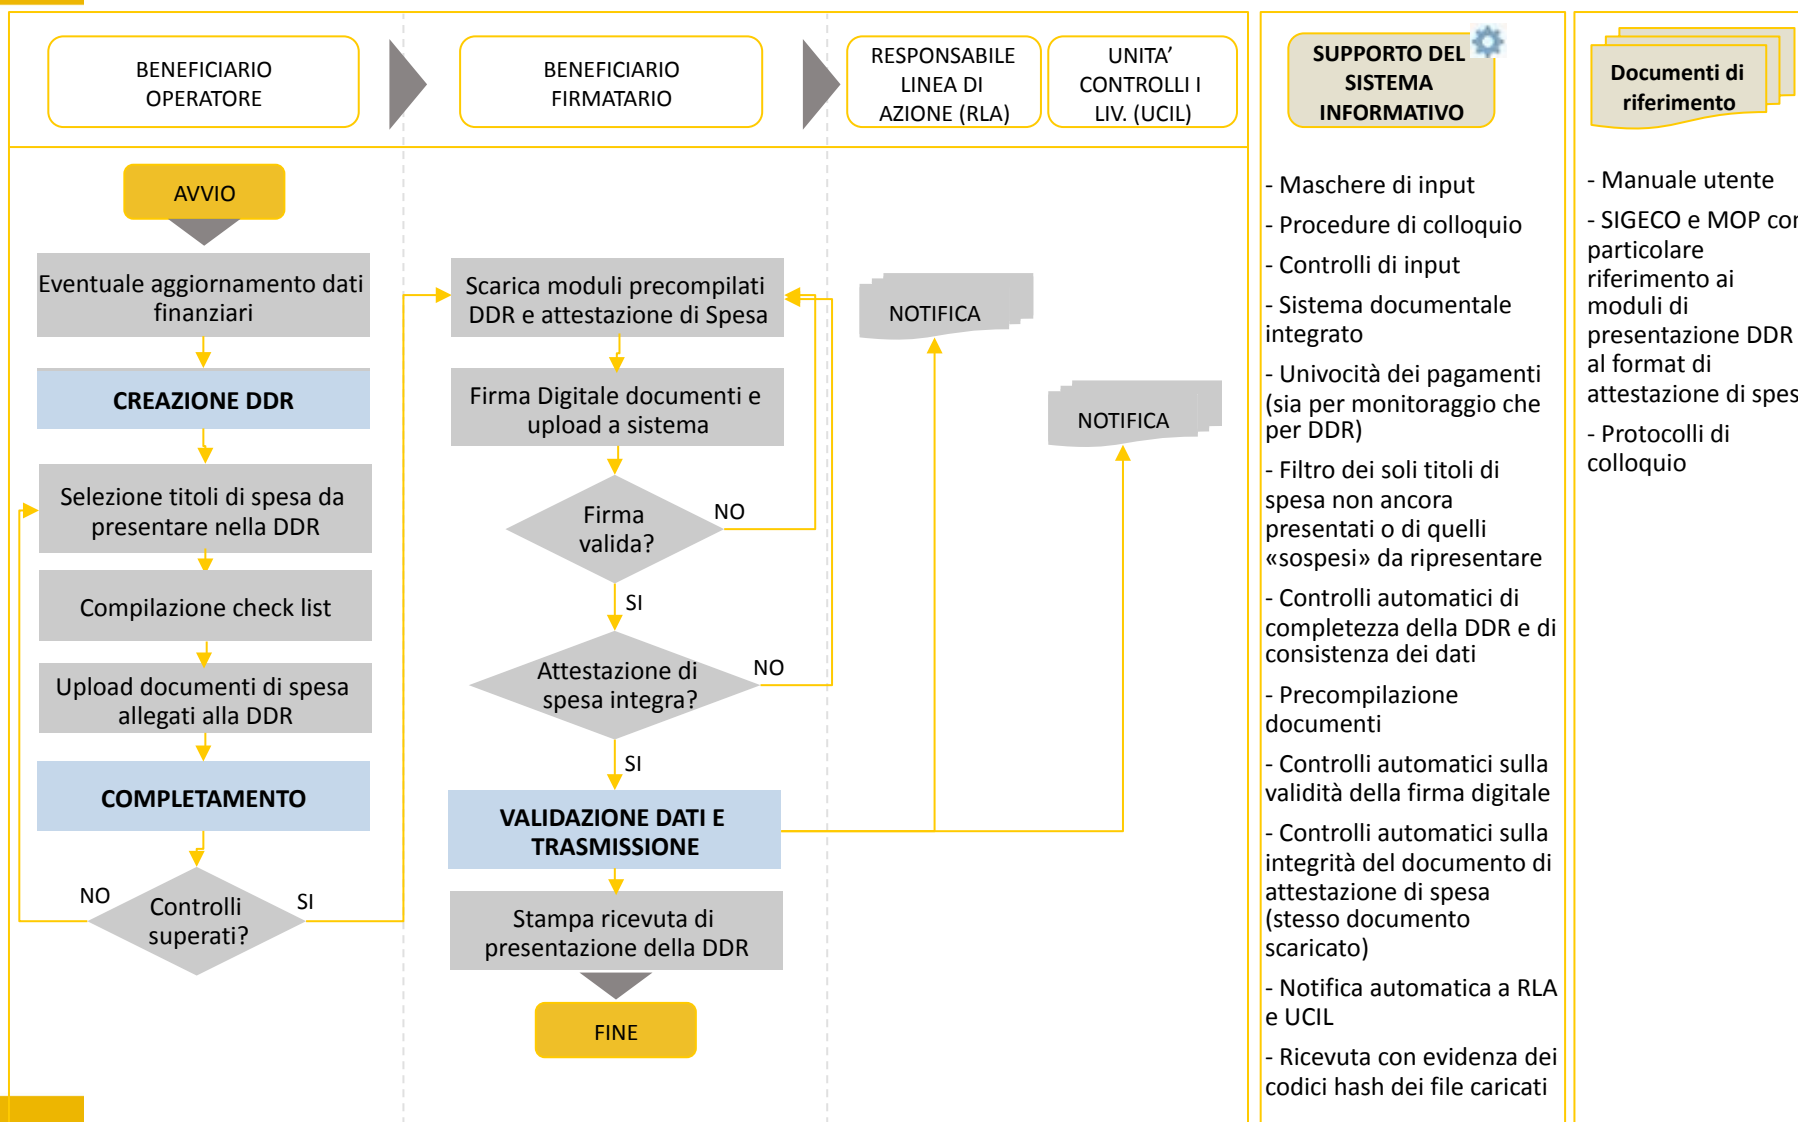 BENEFICIARIO
OPERATORE
BENEFICIARIO
FIRMATARIO
RESPONSABILE
LINEA DI
AZIONE (RLA)
UNITA’
CONTROLLI I
LIV. (UCIL)
AVVIO
Eventuale aggiornamento dati
finanziari
CREAZIONE DDR
Selezione titoli di spesa da
presentare nella DDR
Compilazione check list
Upload documenti di spesa
allegati alla DDR
COMPLETAMENTO
NO
Controlli
superati?
SI
Scarica moduli precompilati
DDR e attestazione di Spesa
Firma Digitale documenti e
upload a sistema
Firma
valida?
NO
SI
Attestazione di
spesa integra?
NO
SI
VALIDAZIONE DATI E
TRASMISSIONE
Stampa ricevuta di
presentazione della DDR
FINE
NOTIFICA
NOTIFICA
SUPPORTO DEL
SISTEMA
INFORMATIVO
- Maschere di input
- Procedure di colloquio
- Controlli di input
- Sistema documentale
integrato
- Univocità dei pagamenti
(sia per monitoraggio che
per DDR)
- Filtro dei soli titoli di
spesa non ancora
presentati o di quelli
«sospesi» da ripresentare
- Controlli automatici di
completezza della DDR e di
consistenza dei dati
- Precompilazione
documenti
- Controlli automatici sulla
validità della firma digitale
- Controlli automatici sulla
integrità del documento di
attestazione di spesa
(stesso documento
scaricato)
- Notifica automatica a RLA
e UCIL
- Ricevuta con evidenza dei
codici hash dei file caricati
Documenti di
riferimento
- Manuale utente
- SIGECO e MOP con
particolare
riferimento ai
moduli di
presentazione DDR
al format di
attestazione di spes
- Protocolli di
colloquio